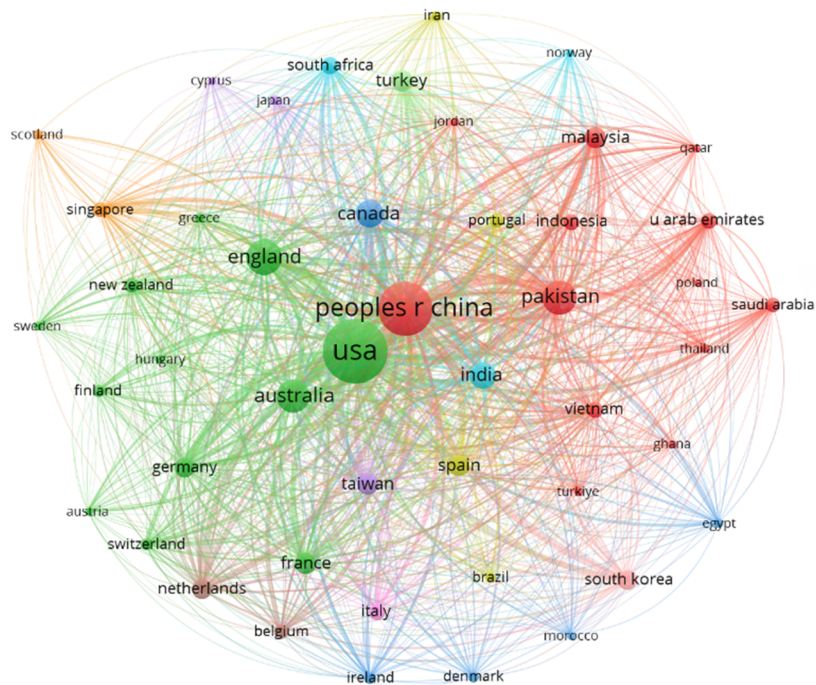 iran
norway
south africa
cyprus
turkey
japan
jordan
scotland
malaysia
qatar
singapore
greece
canada
portugal
indonesia
u arab emirates
england
new zealand
poland
peoples r china
pakistan
saudi arabia
sweden
usa
thailand
hungary
india
finland
australia
vietnam
ghana
germany
spain
taiwan
turkiye
austria
egypt
switzerland
france
netherlands
brazil
south korea
italy
belgium
morocco
ireland
denmark